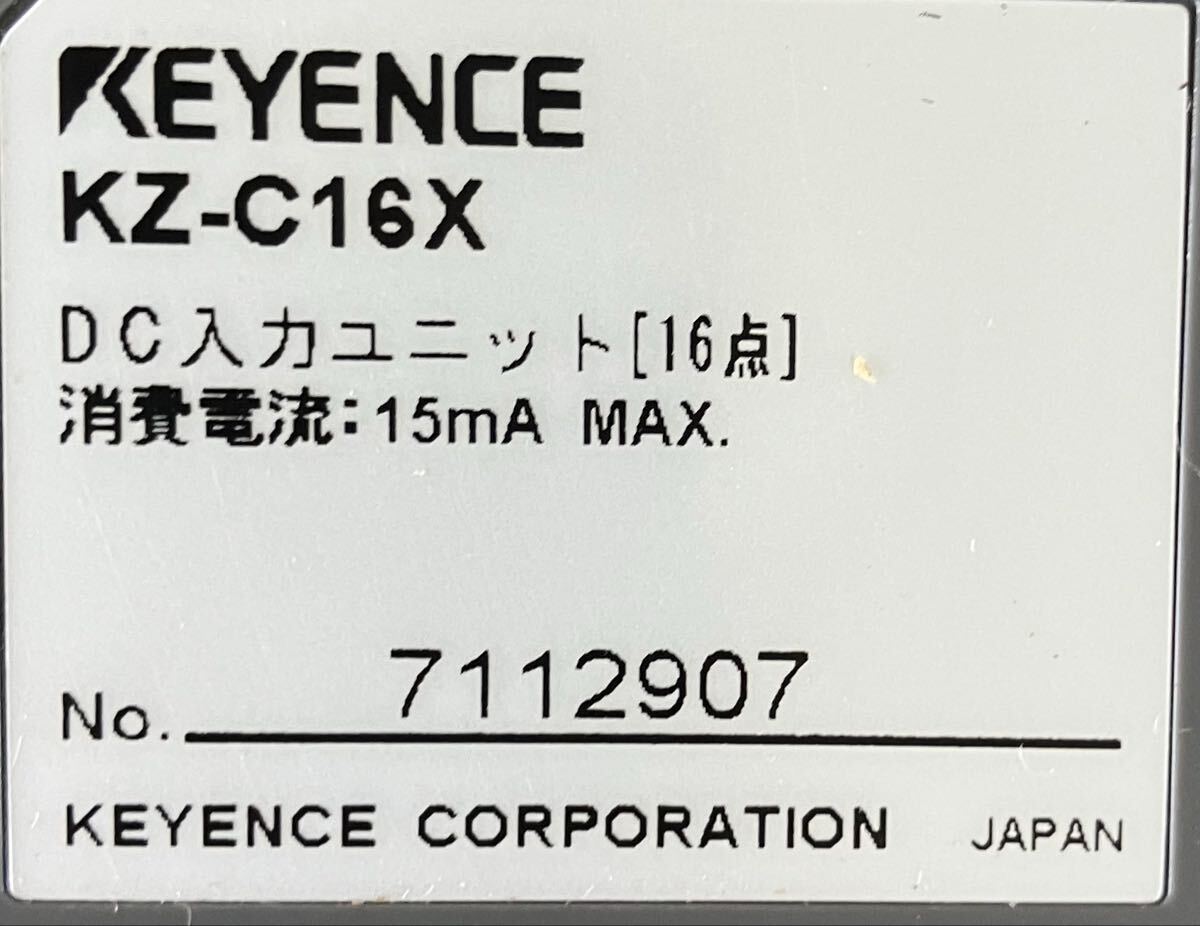 KEYENCE
KZ-C16X
DC入力ユニット[16点]
消費電流:15mA MAX.
No. 7112907
KEYENCE CORPORATION JAPAN